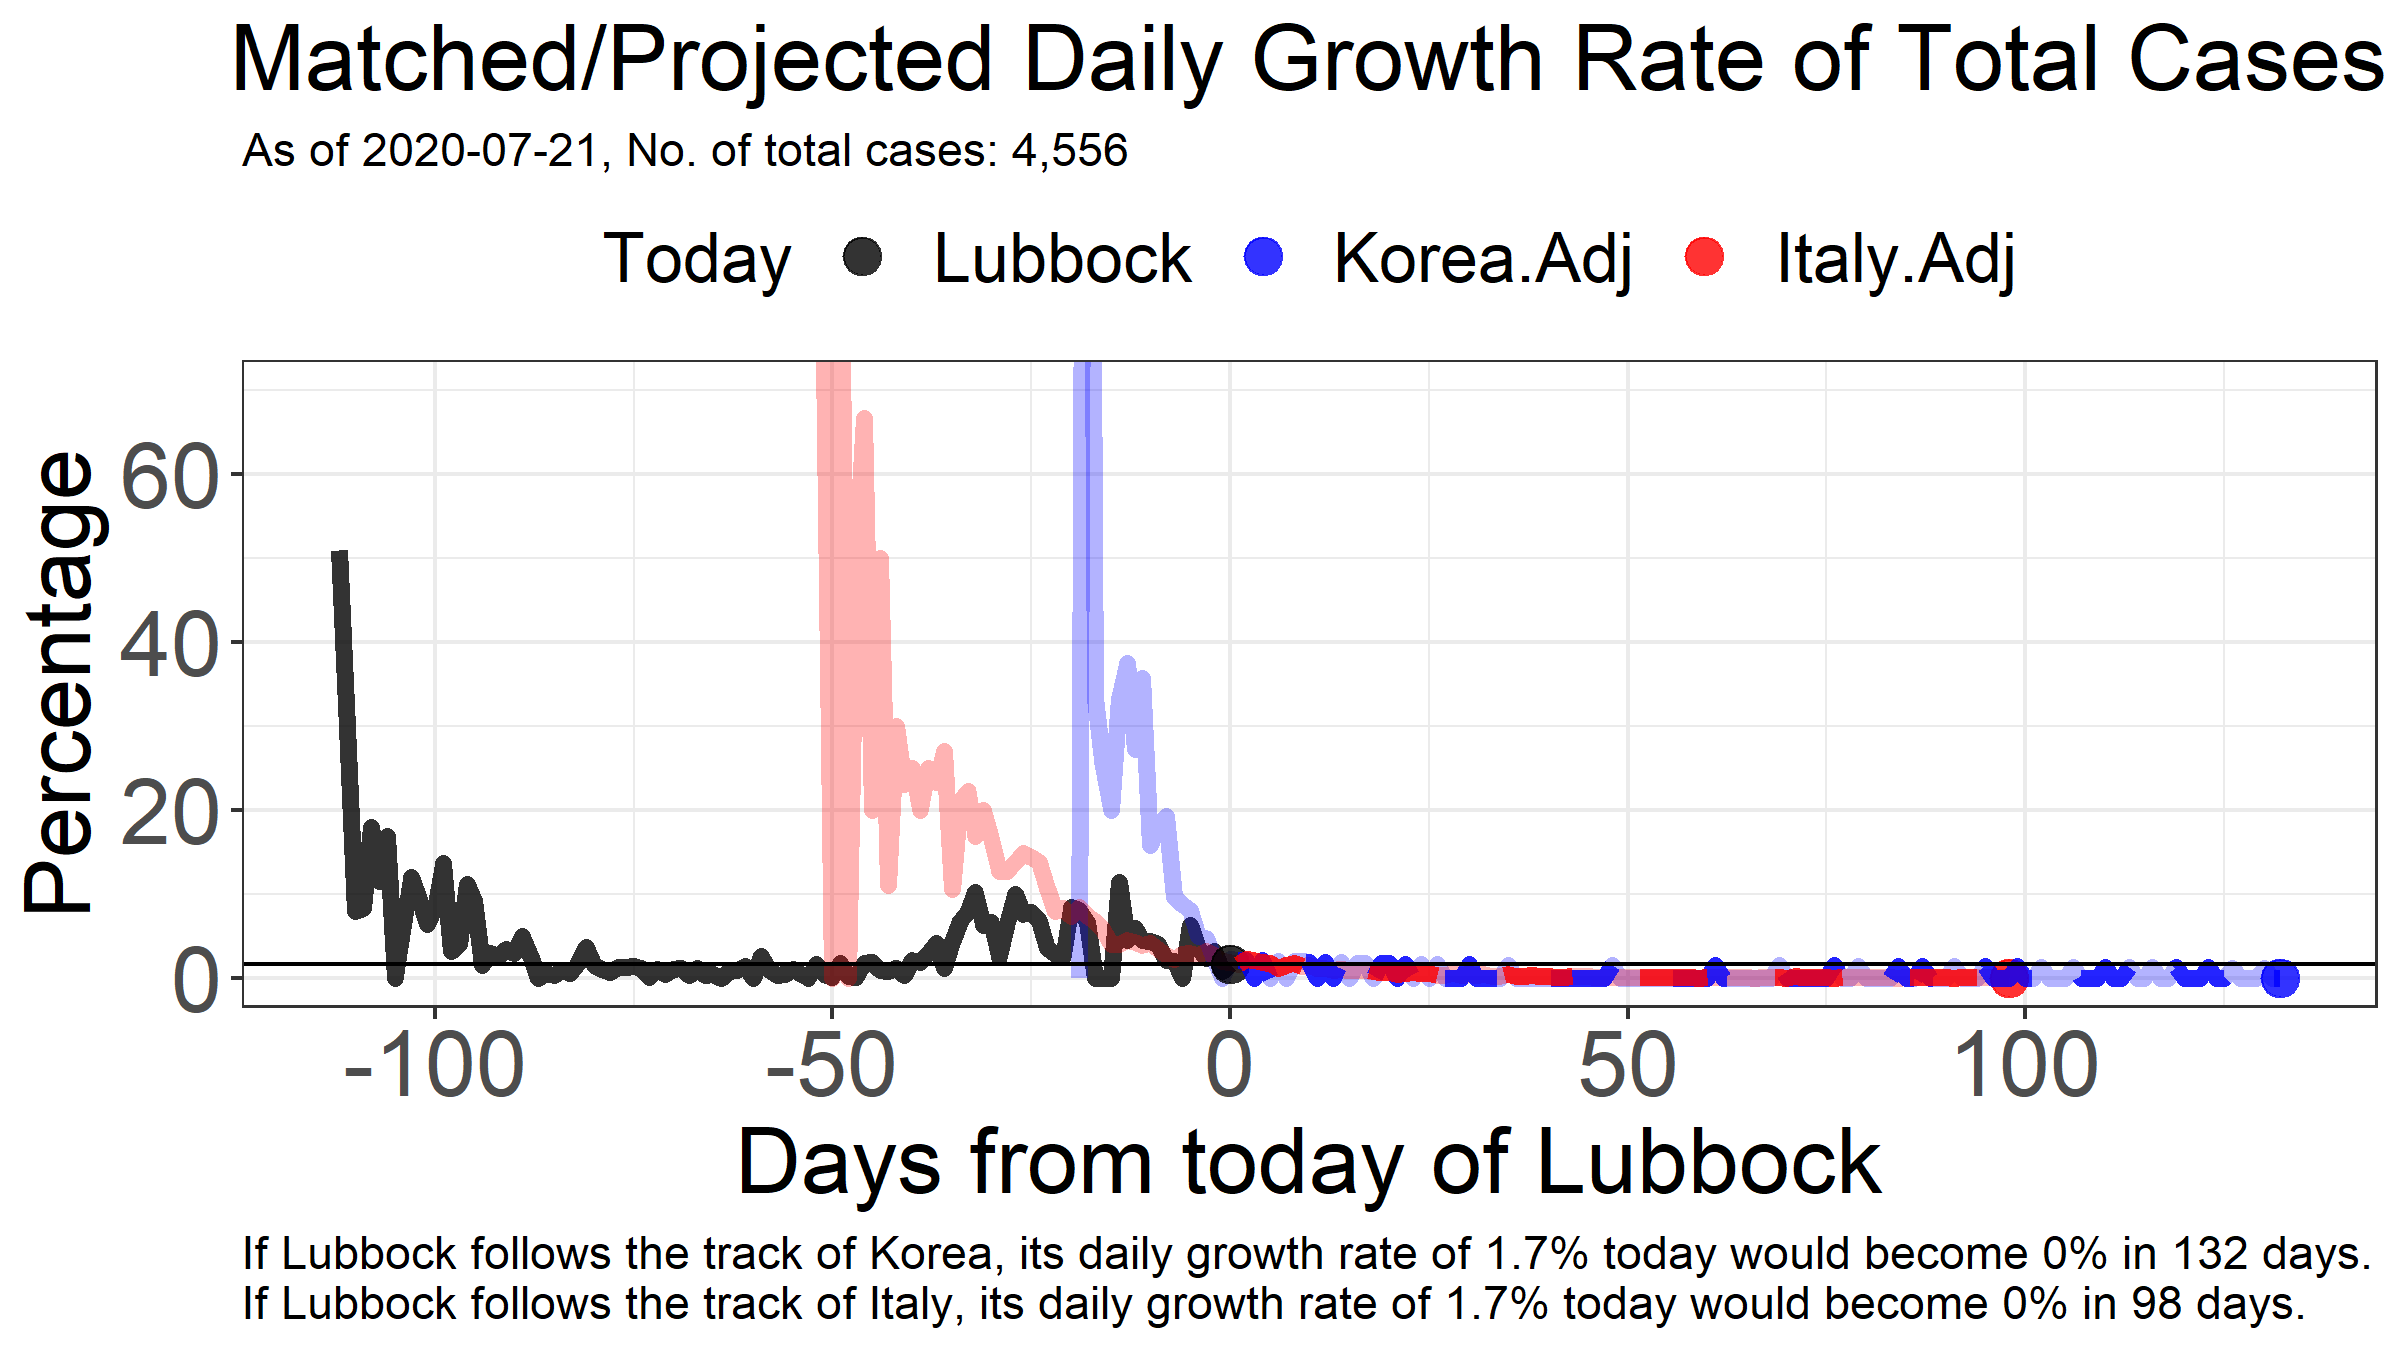 Matched/Projected Daily Growth Rate of Total Cases
As of 2020-07-21, No. of total cases: 4,556
Today Lubbock Korea.Adj Italy.Adj
Percentage
60
40
20
0
-100 -50 0 50 100
Days from today of Lubbock
If Lubbock follows the track of Korea, its daily growth rate of 1.7% today would become 0% in 132 days.
If Lubbock follows the track of Italy, its daily growth rate of 1.7% today would become 0% in 98 days.